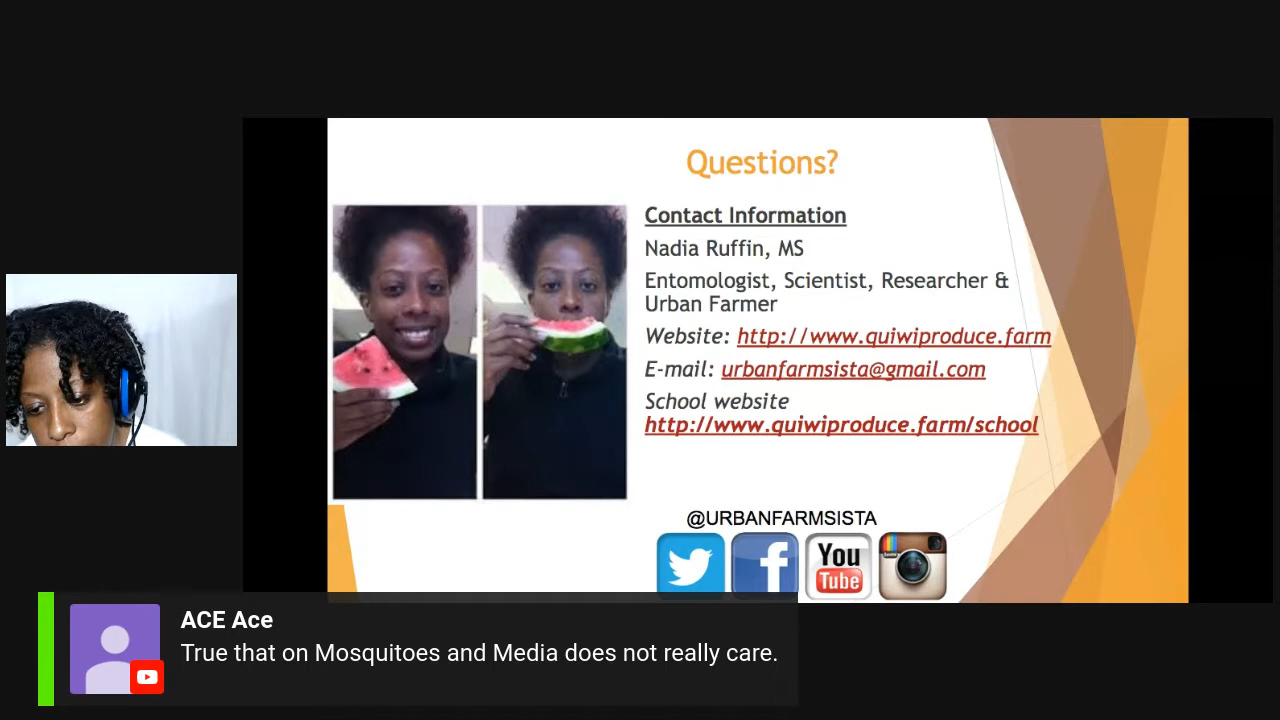 Questions?
Contact Information
Nadia Ruffin, MS
Entomologist, Scientist, Researcher &
Urban Farmer
Website: http://www.quiwiproduce.farm
E-mail: urbanfarmsista@gmail.com
School website
http://www.quiwiproduce.farm/school
@URBANFARMSISTA
You
Tube
ACE Ace
True that on Mosquitoes and Media does not really care.